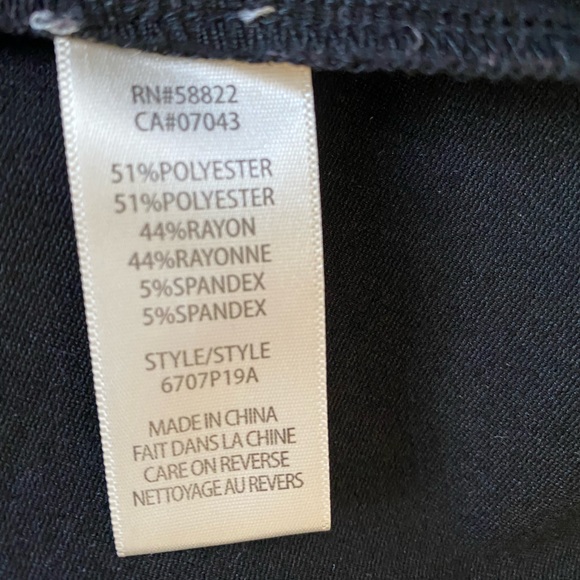 RN#58822
CA#07043
51%POLYESTER
51%POLYESTER
44%RAYON
44%RAYONNE
5%SPANDEX
5%SPANDEX
STYLE/STYLE
6707P19A
MADE IN CHINA
FAIT DANS LA CHINE
CARE ON REVERSE
NETTOYAGE AU REVERS